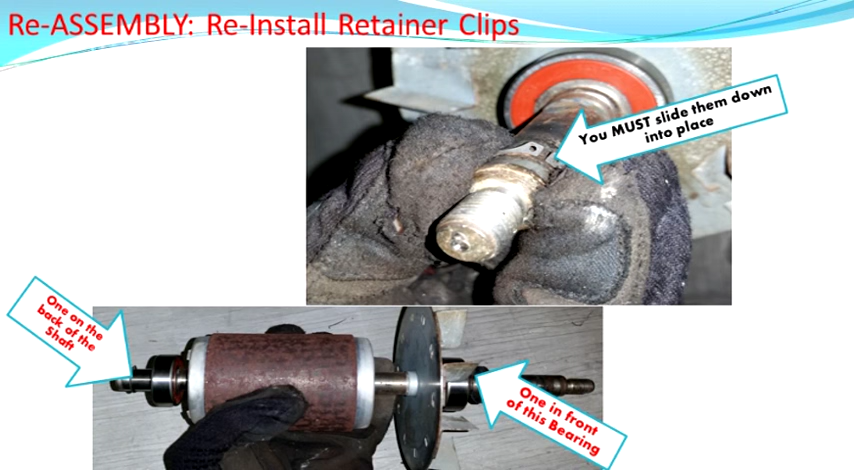 Re-ASSEMBLY: Re-Install Retainer Clips
You MUST slide them down
into place
One on the
back of the
Shaft
One in front
of this Bearing